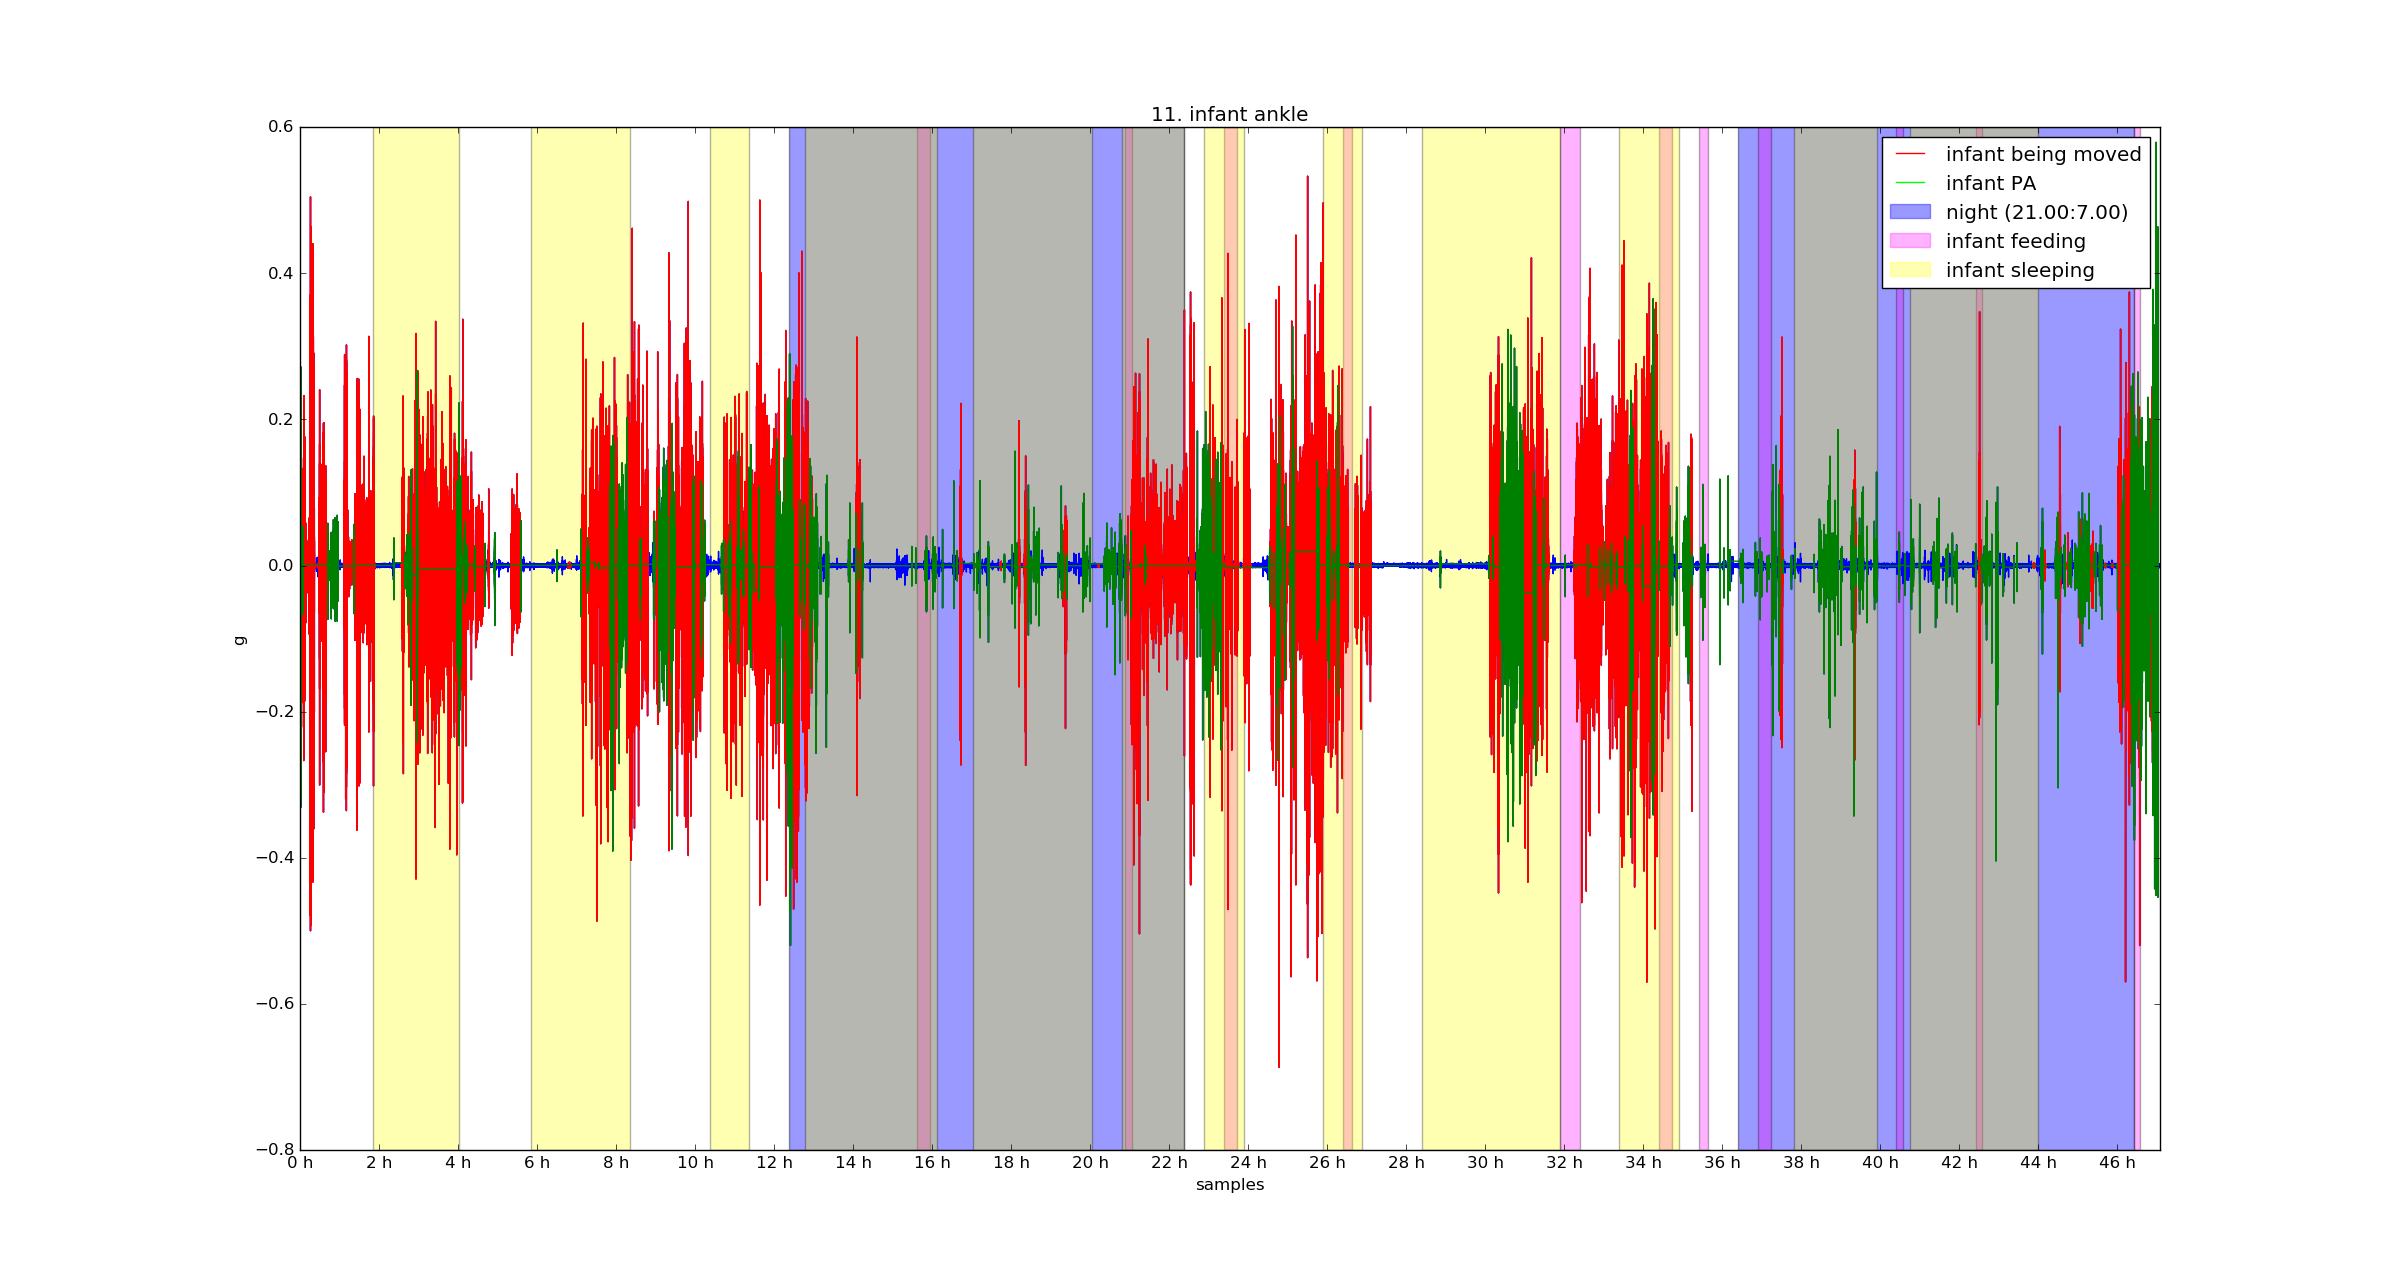 11. infant ankle
0.6
0.4
0.2
0.0
−0.2
−0.4
−0.6
−0.8
g
infant being moved
infant PA
night (21.00:7.00)
infant feeding
infant sleeping
0 h 2 h 4 h 6 h 8 h 10 h 12 h 14 h 16 h 18 h 20 h 22 h 24 h 26 h 28 h 30 h 32 h 34 h 36 h 38 h 40 h 42 h 44 h 46 h
samples